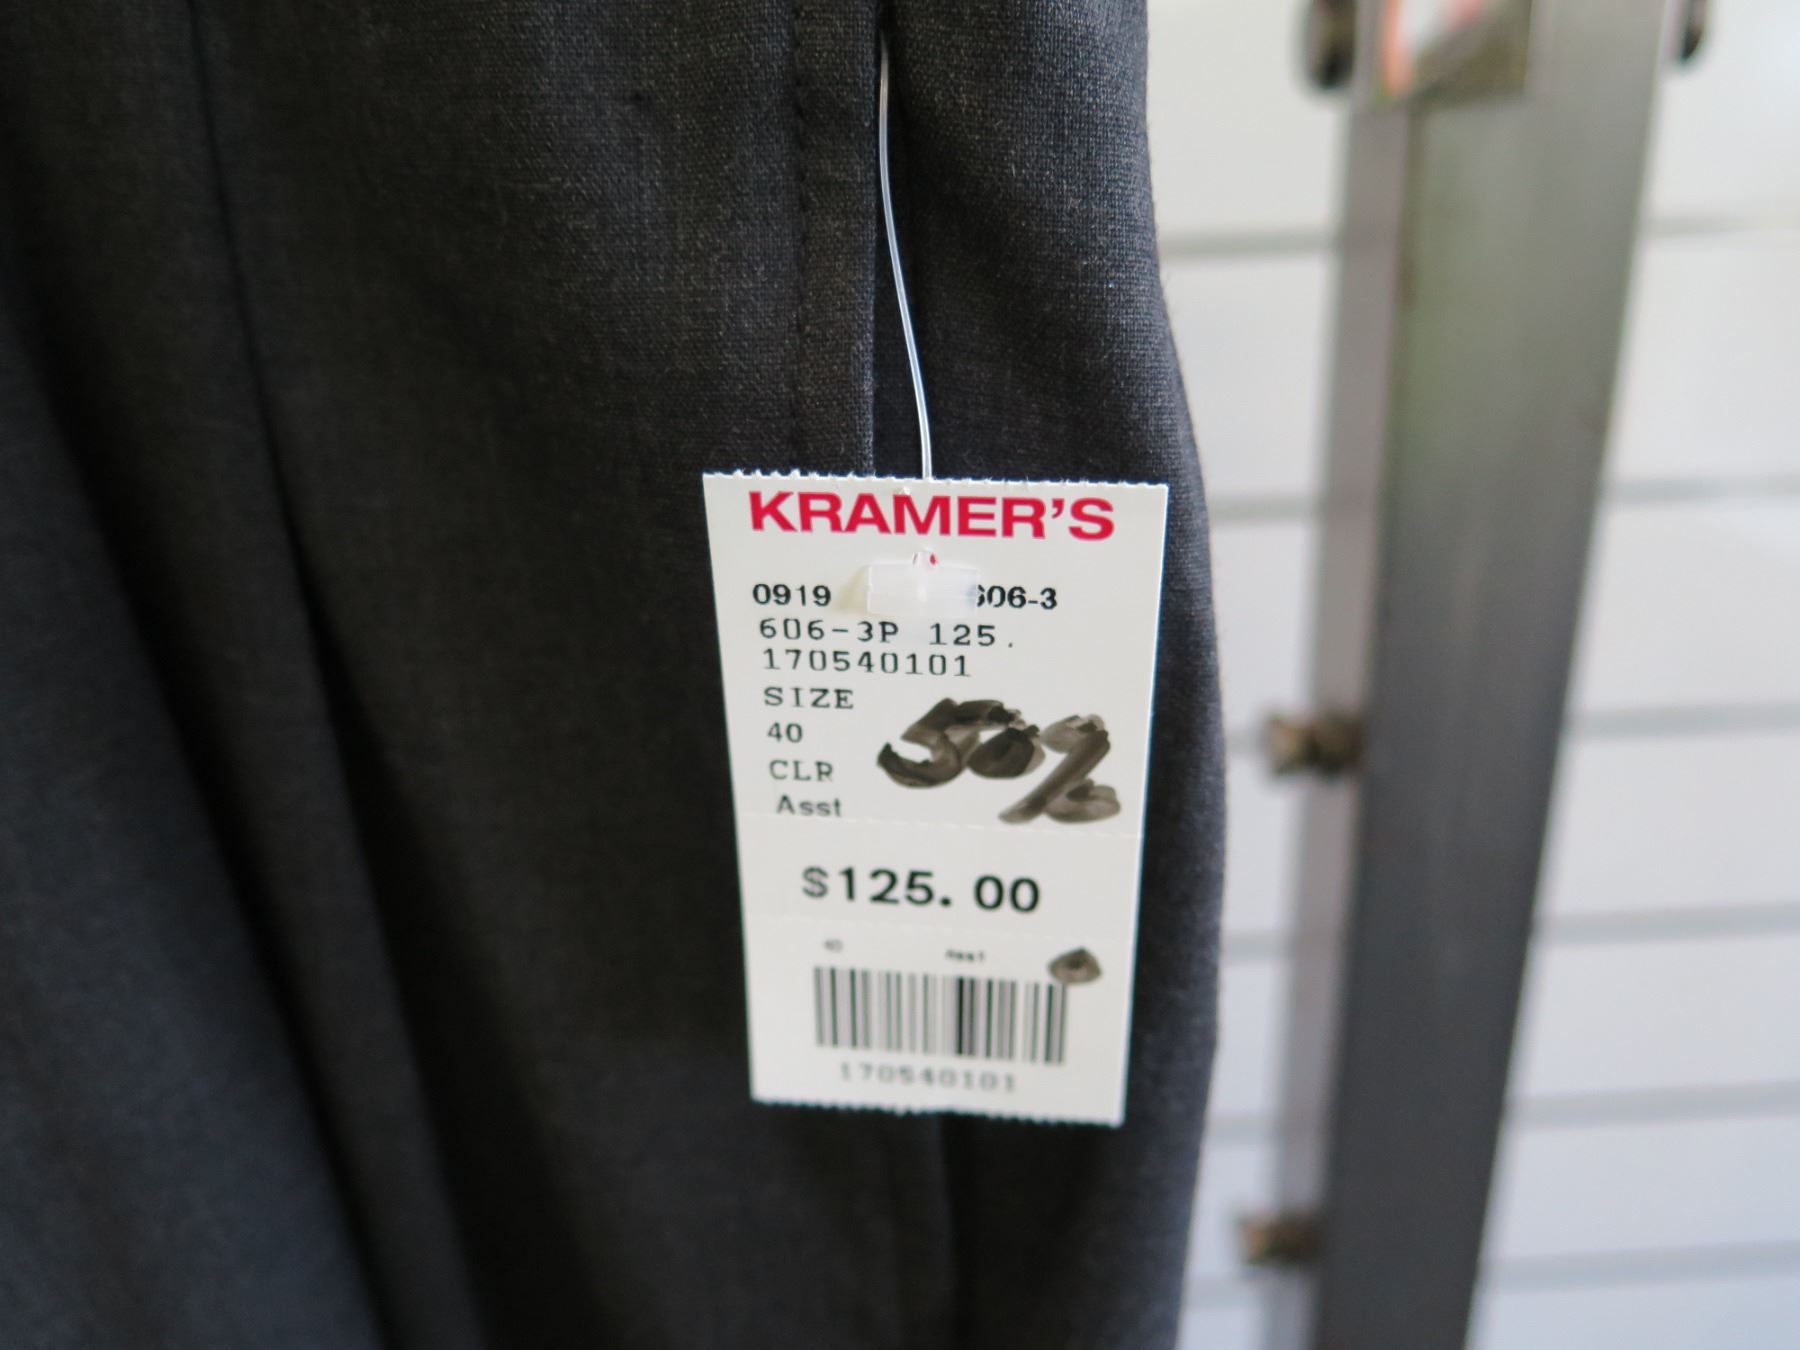 KRAMER'S
0919 606-3
606-3P 125.
170540101
SIZE
40
50%
CLR
Asst
$125.00
40 Asst
170540101